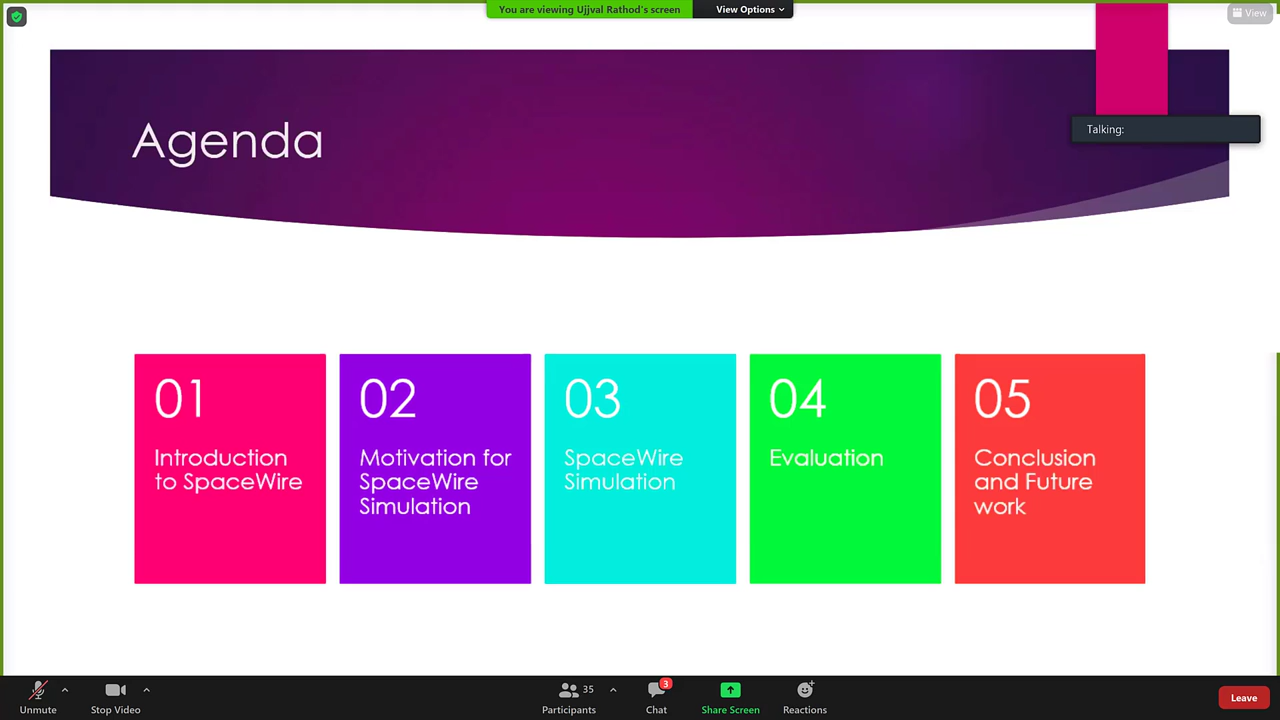 You are viewing Ujjval Rathod's screen
View Options
View
Agenda
Talking:
01
Introduction
to SpaceWire
02
Motivation for
SpaceWire
Simulation
03
SpaceWire
Simulation
04
Evaluation
05
Conclusion
and Future
work
Unmute
Stop Video
35
Participants
3
Chat
Share Screen
Reactions
Leave